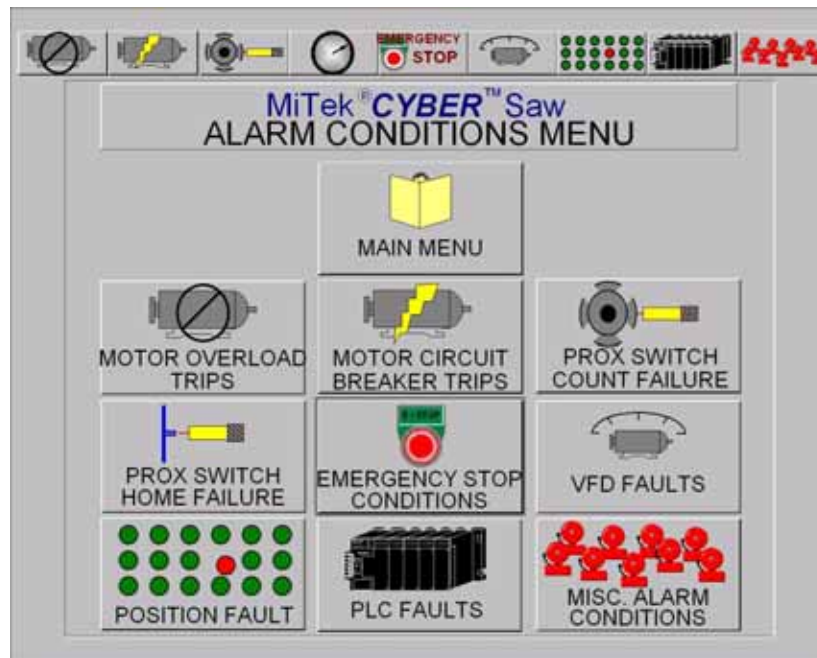 EMERGENCY
STOP
MiTek®CYBER™Saw
ALARM CONDITIONS MENU
MAIN MENU
MOTOR OVERLOAD
TRIPS
MOTOR CIRCUIT
BREAKER TRIPS
PROX SWITCH
COUNT FAILURE
PROX SWITCH
HOME FAILURE
E-STOP
EMERGENCY STOP
CONDITIONS
VFD FAULTS
POSITION FAULT
PLC FAULTS
MISC. ALARM
CONDITIONS